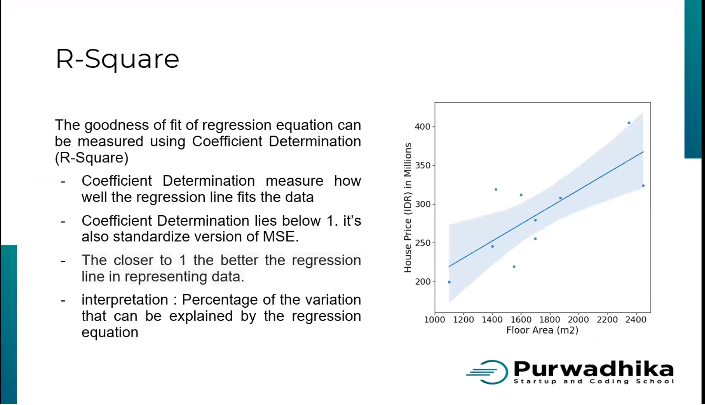 R-Square
The goodness of fit of regression equation can
be measured using Coefficient Determination
(R-Square)
- Coefficient Determination measure how
well the regression line fits the data
- Coefficient Determination lies below 1. it's
also standardize version of MSE.
- The closer to 1 the better the regression
line in representing data.
- interpretation : Percentage of the variation
that can be explained by the regression
equation
House Price (IDR) in Millions
400
350
300
250
200
1000 1200 1400 1600 1800 2000 2200 2400
Floor Area (m2)
Purwadhika
Startup and Coding School